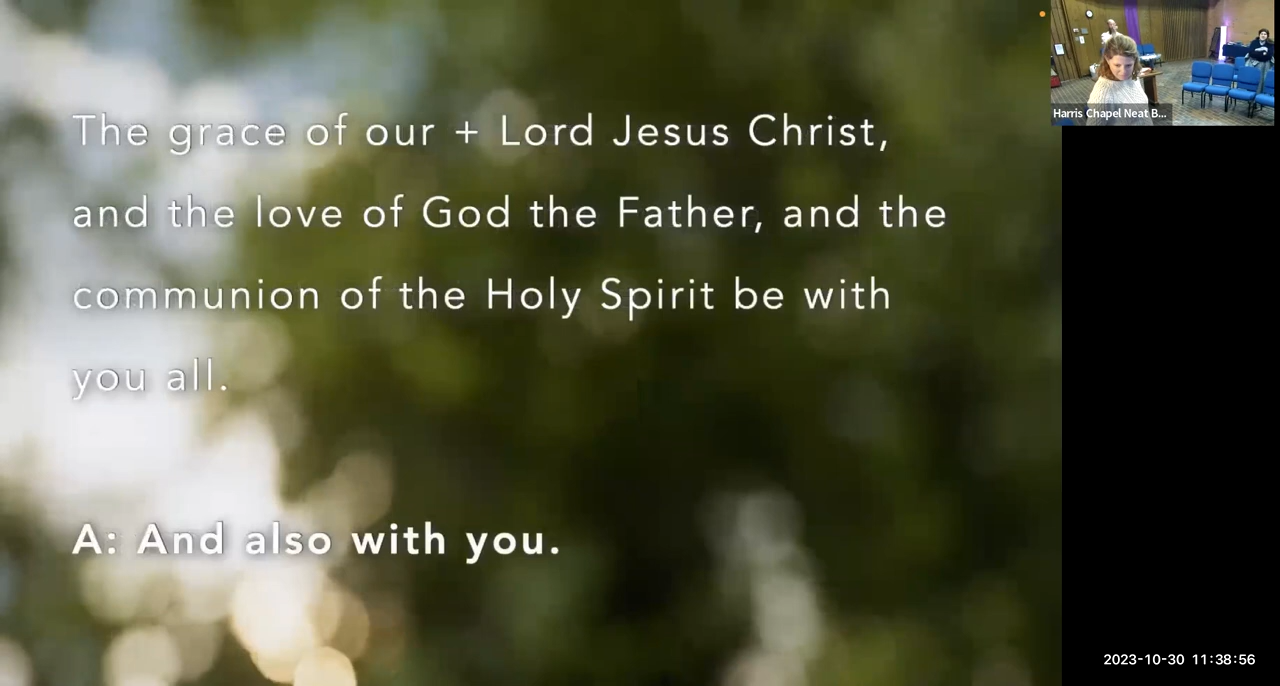 The grace of our + Lord Jesus Christ,
and the love of God the Father, and the
communion of the Holy Spirit be with
you all.
A: And also with you.
Harris Chapel Neat B...
2023-10-30 11:38:56